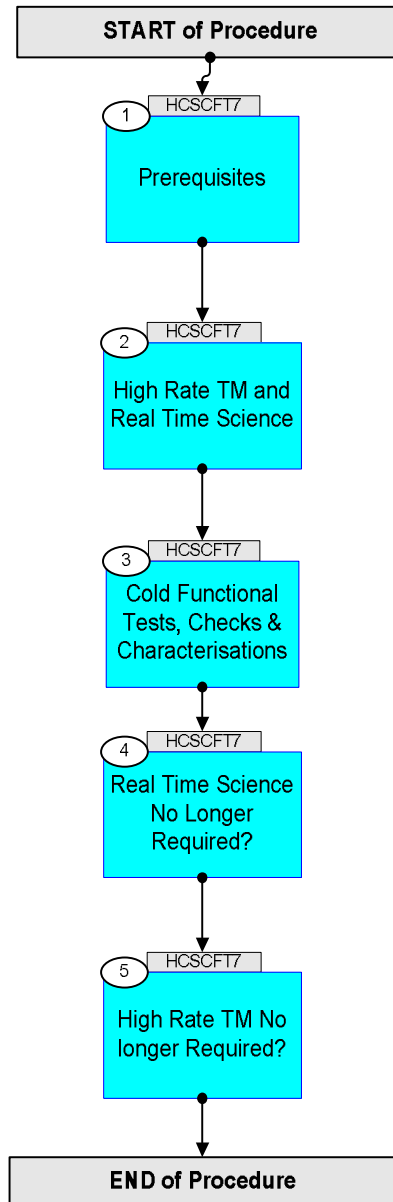 START of Procedure
HCSCFT7
1
Prerequisites
HCSCFT7
2
High Rate TM and
Real Time Science
HCSCFT7
3
Cold Functional
Tests, Checks &
Characterisations
HCSCFT7
4
Real Time Science
No Longer
Required?
HCSCFT7
5
High Rate TM No
longer Required?
END of Procedure